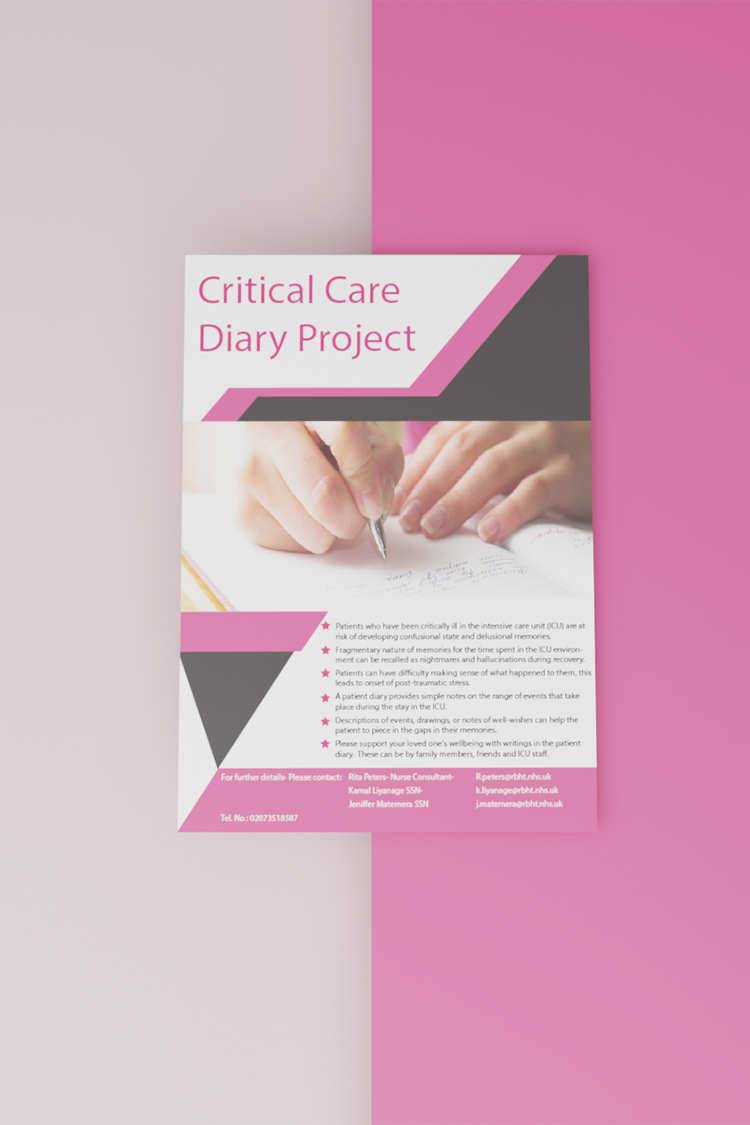 Critical Care
Diary Project
Patients who have been critically ill in the intensive care unit (ICU) are at
risk of developing confusional state and delusional memories.
Fragmentary nature of memories for the time spent in the ICU environ-
ment can be recalled as nightmares and hallucinations during recovery.
Patients can have difficulty making sense of what happened to them, this
leads to onset of post-traumatic stress.
A patient diary provides simple notes on the range of events that take
place during the stay in the ICU.
Descriptions of events, drawings, or notes of well-wishes can help the
patient to piece in the gaps in their memories.
Please support your loved one's wellbeing with writings in the patient
diary. These can be by family members, friends and ICU staff.
For further details- Please contact: Rita Peters- Nurse Consultant- R.peters@rbht.nhs.uk
Kamal Liyanage SSN- k.liyanage@rbht.nhs.uk
Jeniffer Matemera SSN j.matemera@rbht.nhs.uk
Tel. No : 02073518587